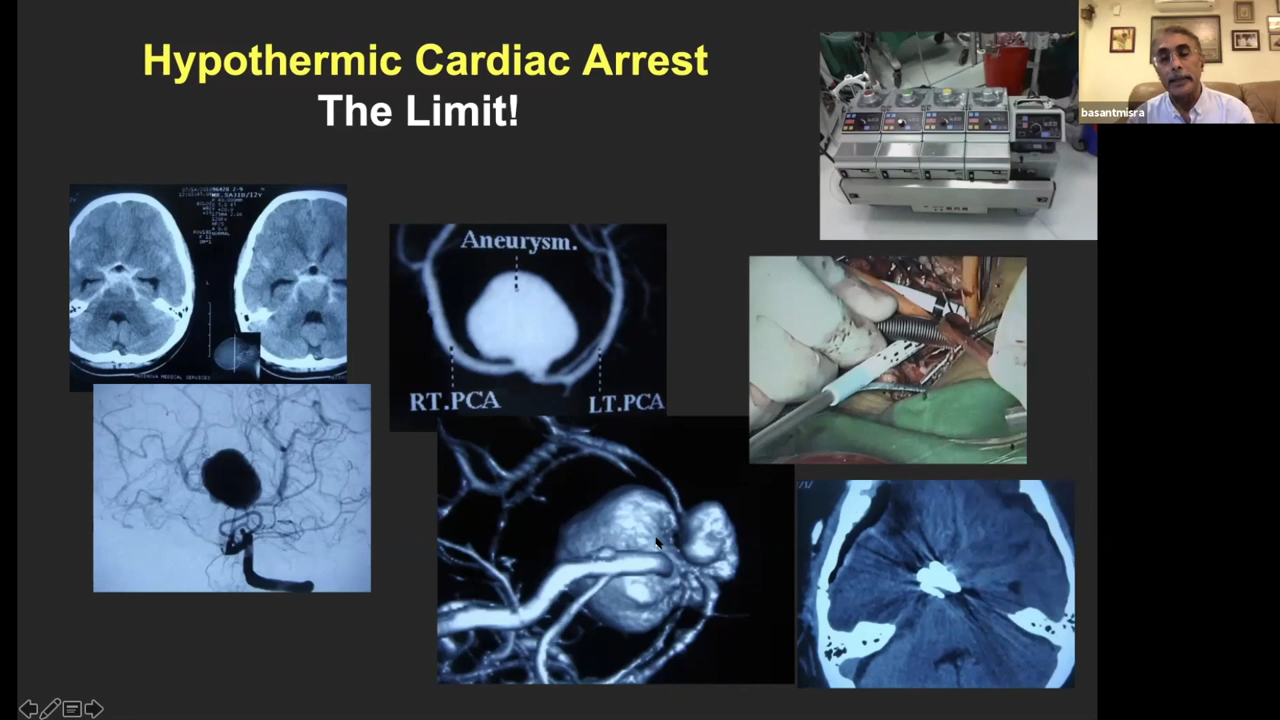 Hypothermic Cardiac Arrest
The Limit!
basantmisra
Aneurysm.
RT.PCA
LT.PCA